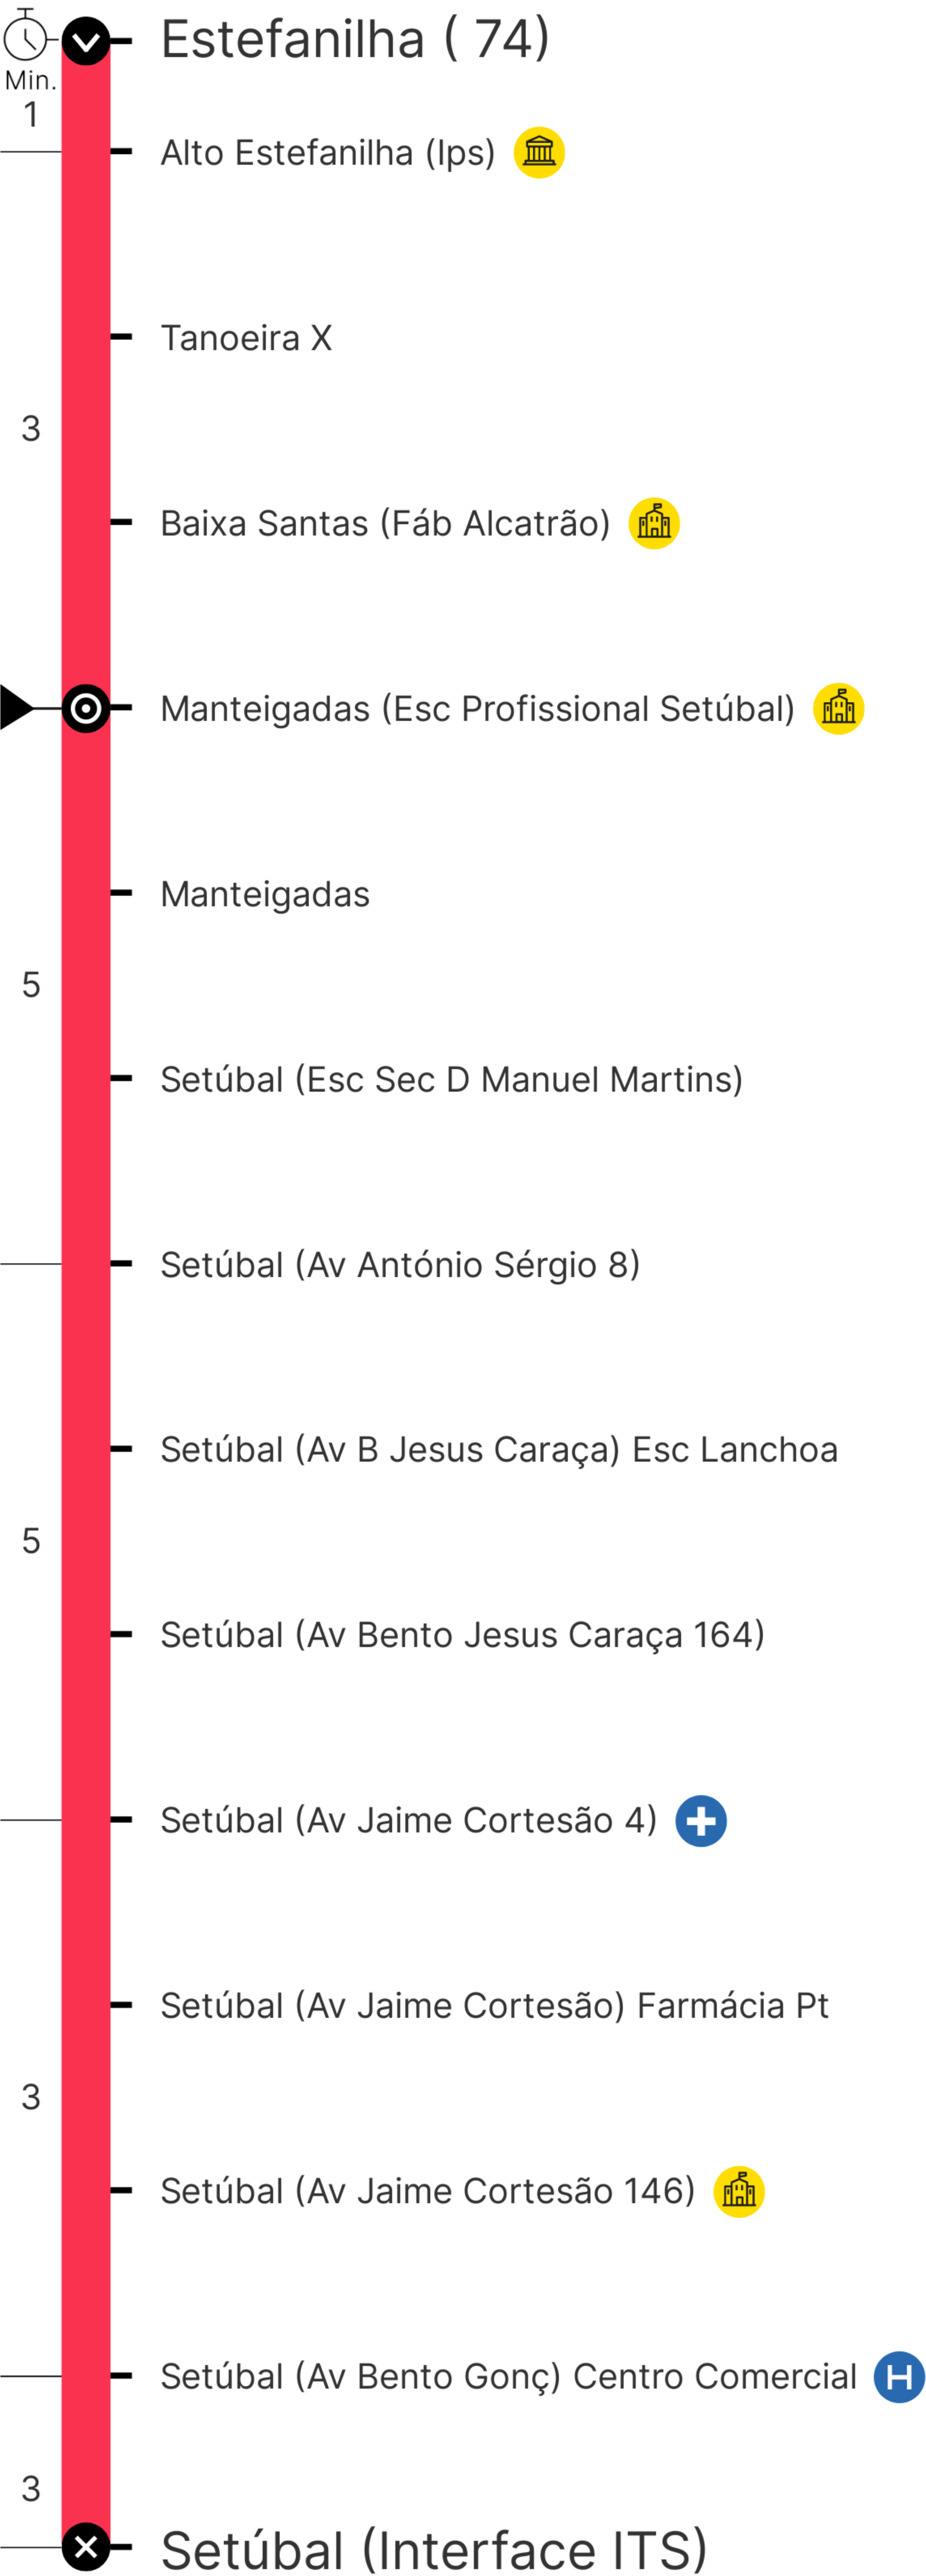 Estefanilha ( 74)
Min.
1
Alto Estefanilha (Ips)
Tanoeira X
3
Baixa Santas (Fáb Alcatrão)
Manteigadas (Esc Profissional Setúbal)
Manteigadas
5
Setúbal (Esc Sec D Manuel Martins)
Setúbal (Av António Sérgio 8)
Setúbal (Av B Jesus Caraça) Esc Lanchoa
5
Setúbal (Av Bento Jesus Caraça 164)
Setúbal (Av Jaime Cortesão 4)
Setúbal (Av Jaime Cortesão) Farmácia Pt
3
Setúbal (Av Jaime Cortesão 146)
Setúbal (Av Bento Gonç) Centro Comercial H
3
Setúbal (Interface ITS)